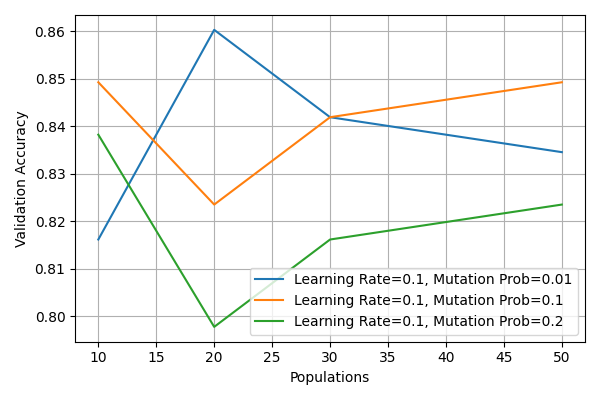 0.86
0.85
0.84
0.83
0.82
0.81
0.80
Validation Accuracy
Learning Rate=0.1, Mutation Prob=0.01
Learning Rate=0.1, Mutation Prob=0.1
Learning Rate=0.1, Mutation Prob=0.2
10 15 20 25 30 35 40 45 50
Populations